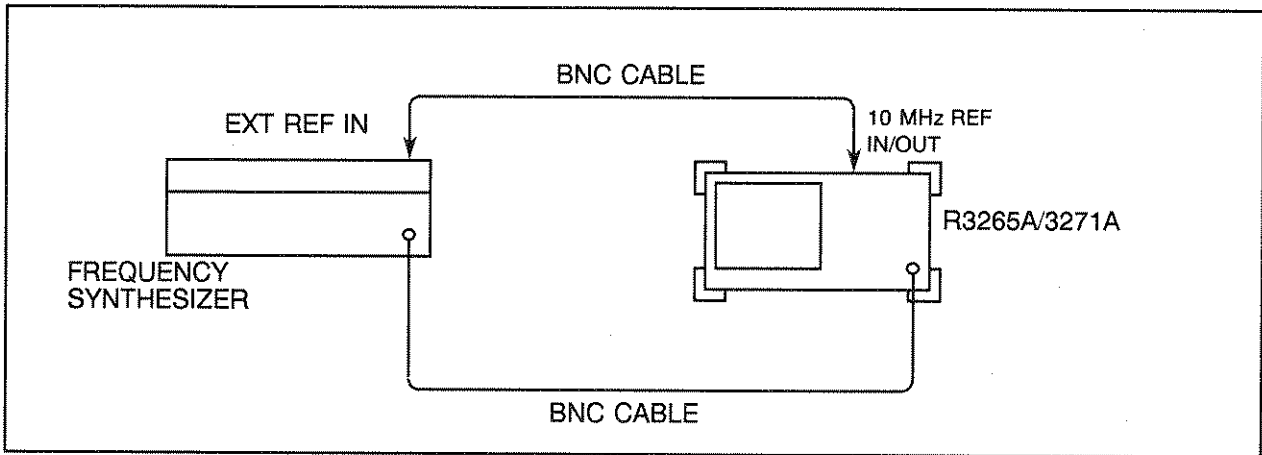 BNC CABLE
EXT REF IN
10 MHz REF
IN/OUT
R3265A/3271A
FREQUENCY
SYNTHESIZER
BNC CABLE